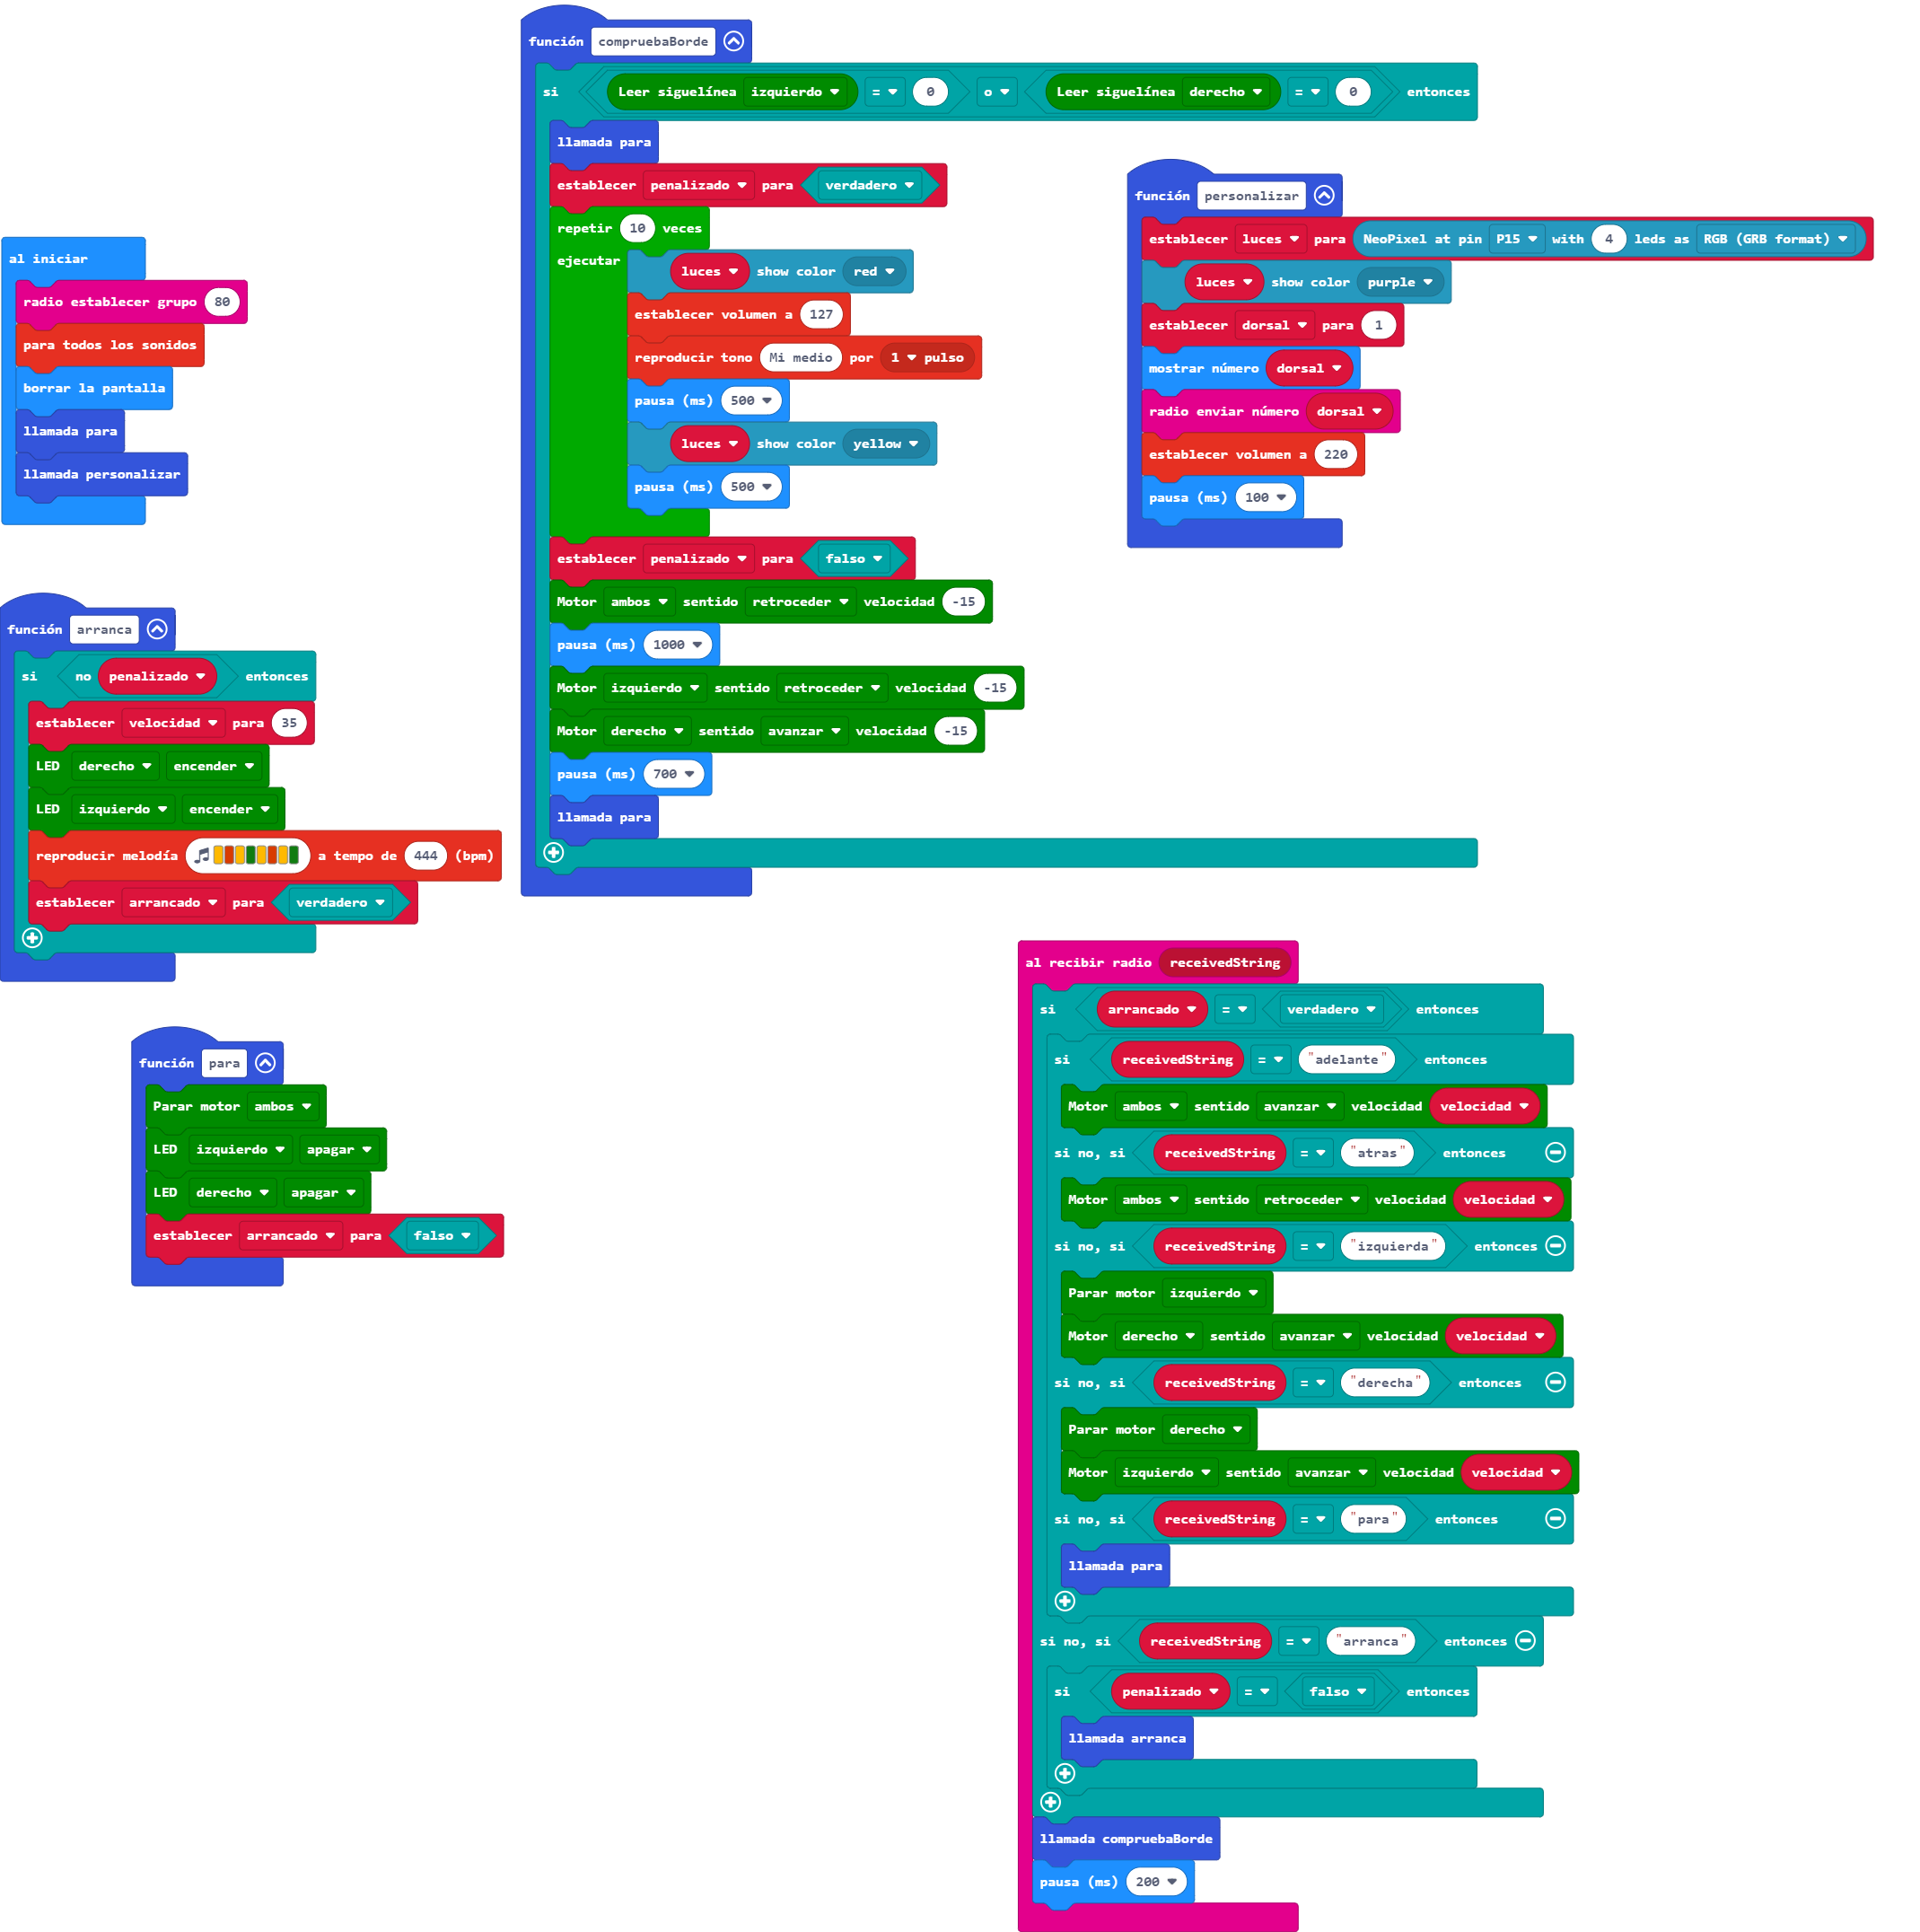 función compruebaBorde
si Leer siguelínea izquierdo = 0 o Leer siguelínea derecho = 0 entonces
llamada para
establecer penalizado para verdadero
repetir 10 veces
ejecutar
luces show color red
establecer volumen a 127
reproducir tono Mi medio por 1 pulso
pausa (ms) 500
luces show color yellow
pausa (ms) 500
establecer penalizado para falso
Motor ambos sentido retroceder velocidad -15
pausa (ms) 1000
Motor izquierdo sentido retroceder velocidad -15
Motor derecho sentido avanzar velocidad -15
pausa (ms) 700
llamada para
función personalizar
establecer luces para NeoPixel at pin P15 with 4 leds as RGB (GRB format)
luces show color purple
establecer dorsal para 1
mostrar número dorsal
radio enviar número dorsal
establecer volumen a 220
pausa (ms) 100
al iniciar
radio establecer grupo 80
para todos los sonidos
borrar la pantalla
llamada para
llamada personalizar
función arranca
si no penalizado entonces
establecer velocidad para 35
LED derecho encender
LED izquierdo encender
reproducir melodía a tempo de 444 (bpm)
establecer arrancado para verdadero
función para
Parar motor ambos
LED izquierdo apagar
LED derecho apagar
establecer arrancado para falso
al recibir radio receivedString
si arrancado = verdadero entonces
si receivedString = "adelante" entonces
Motor ambos sentido avanzar velocidad velocidad
si no, si receivedString = "atras" entonces
Motor ambos sentido retroceder velocidad velocidad
si no, si receivedString = "izquierda" entonces
Parar motor izquierdo
Motor derecho sentido avanzar velocidad velocidad
si no, si receivedString = "derecha" entonces
Parar motor derecho
Motor izquierdo sentido avanzar velocidad velocidad
si no, si receivedString = "para" entonces
llamada para
si no, si receivedString = "arranca" entonces
si penalizado = falso entonces
llamada arranca
llamada compruebaBorde
pausa (ms) 200